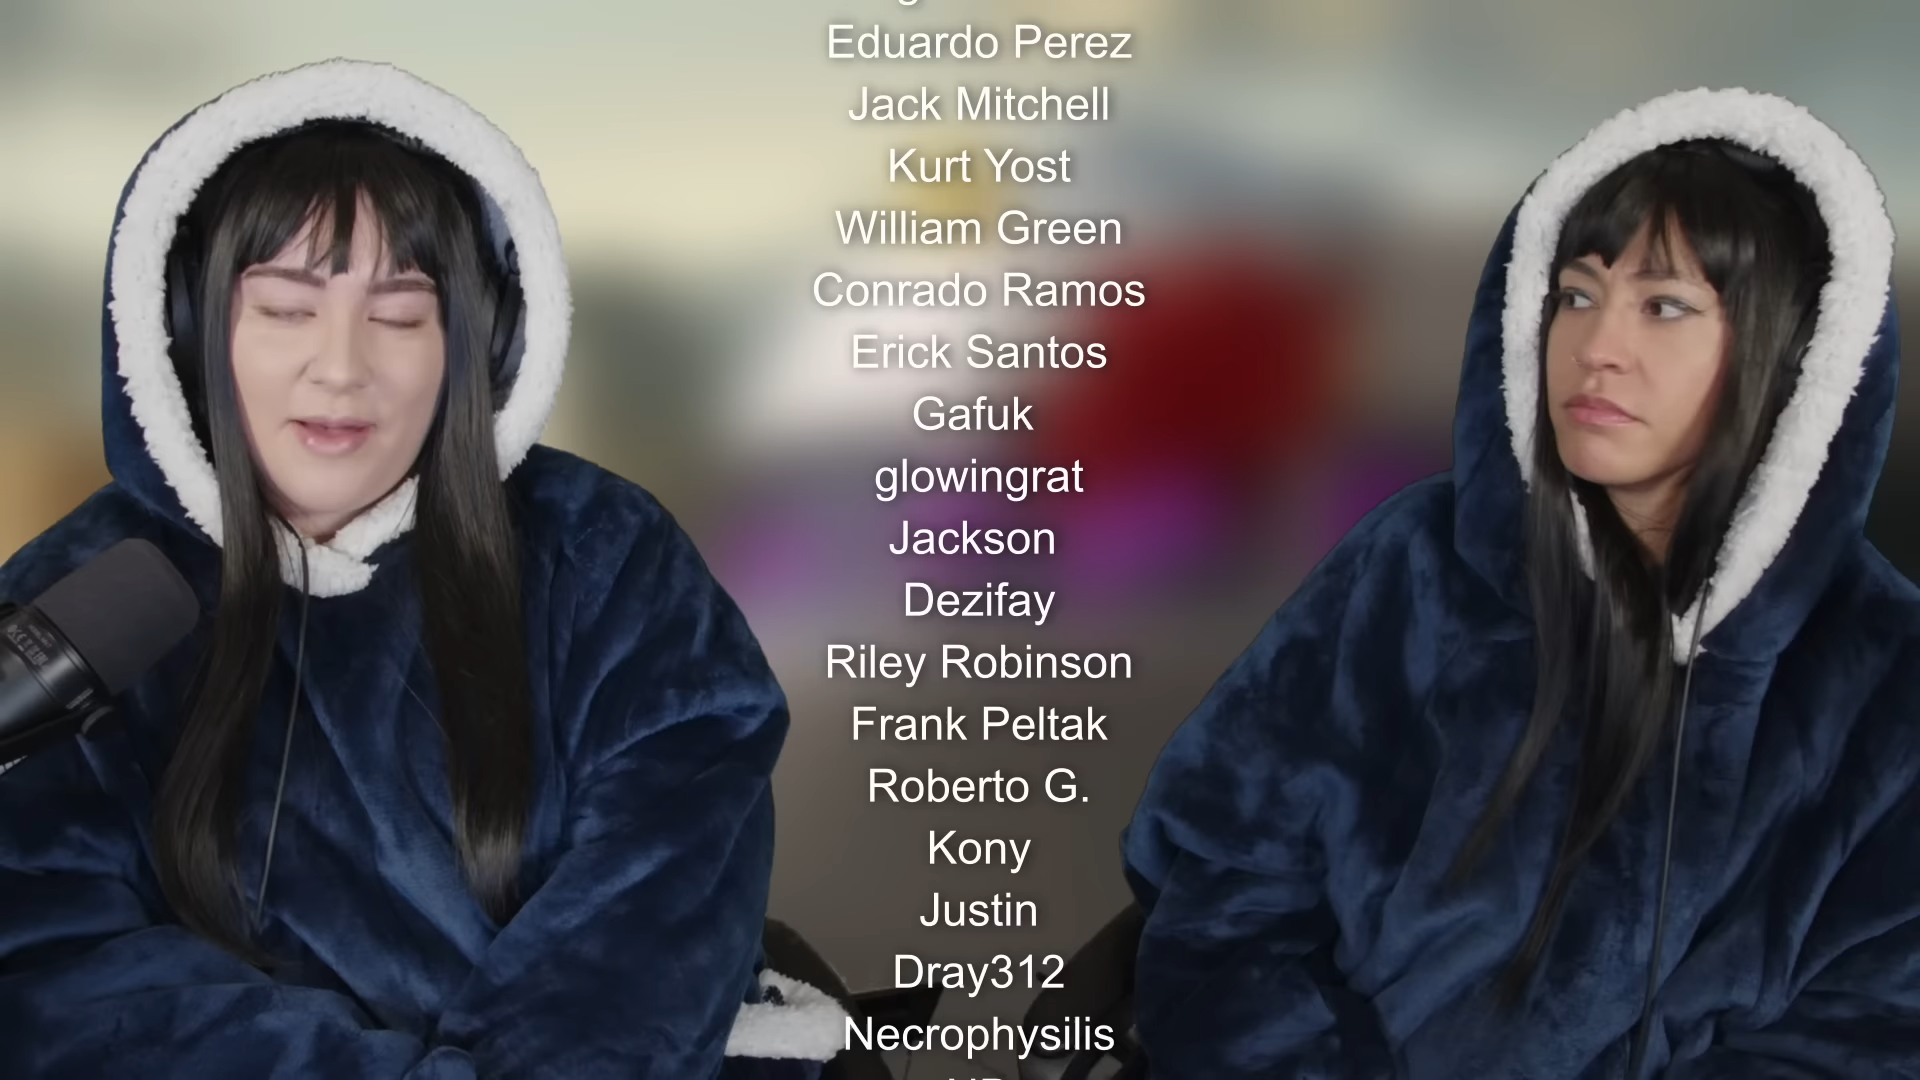 Eduardo Perez
Jack Mitchell
Kurt Yost
William Green
Conrado Ramos
Erick Santos
Gafuk
glowingrat
Jackson
Dezifay
Riley Robinson
Frank Peltak
Roberto G.
Kony
Justin
Dray312
Necrophysilis